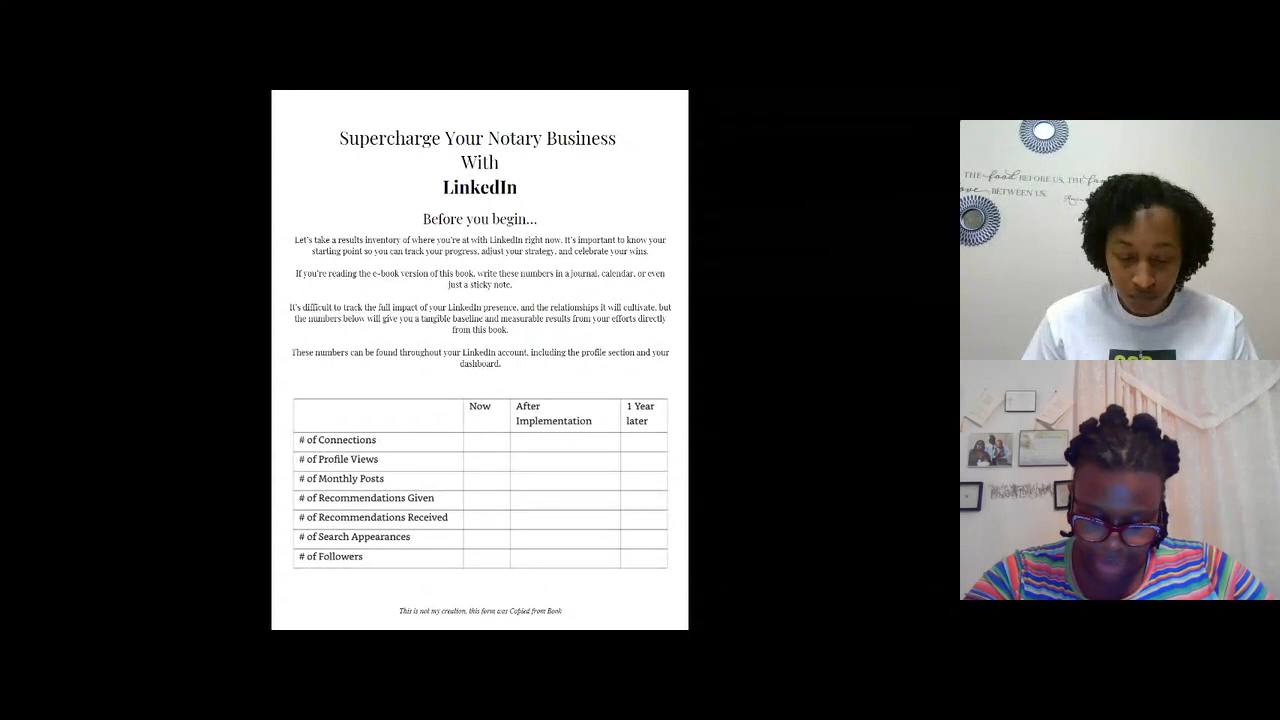 Supercharge Your Notary Business
With
LinkedIn
Before you begin...
Let's take a results inventory of where you're at with LinkedIn right now. It's important to know your
starting point so you can track your progress, adjust your strategy, and celebrate your wins.
If you're reading the e-book version of this book, write these numbers in a journal, calendar, or even
just a sticky note.
It's difficult to track the full impact of your LinkedIn presence, and the relationships it will cultivate, but
the numbers below will give you a tangible baseline and measurable results from your efforts directly
from this book.
These numbers can be found throughout your LinkedIn account, including the profile section and your
dashboard.
Now After 1 Year
Implementation later
# of Connections
# of Profile Views
# of Monthly Posts
# of Recommendations Given
# of Recommendations Received
# of Search Appearances
# of Followers
This is not my creation, this form was Copied from Book
THE food BEFORE US, THE
BETWEEN US.